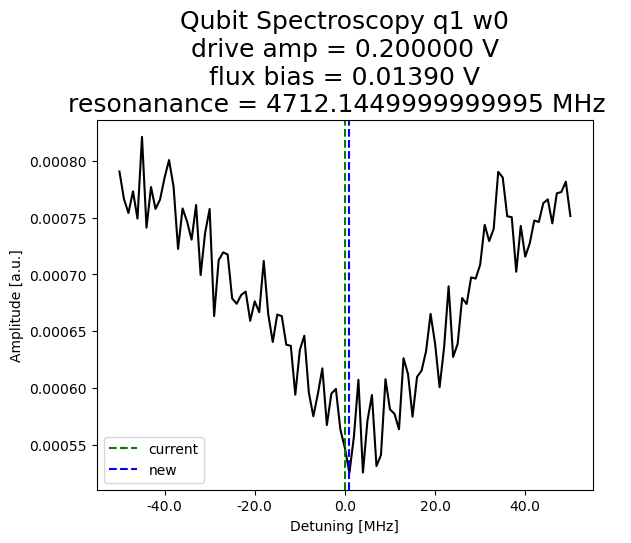 Qubit Spectroscopy q1 w0
drive amp = 0.200000 V
flux bias = 0.01390 V
resonanance = 4712.1449999999995 MHz
0.00080
0.00075
0.00070
0.00065
0.00060
0.00055
Amplitude [a.u.]
current
new
-40.0 -20.0 0.0 20.0 40.0
Detuning [MHz]